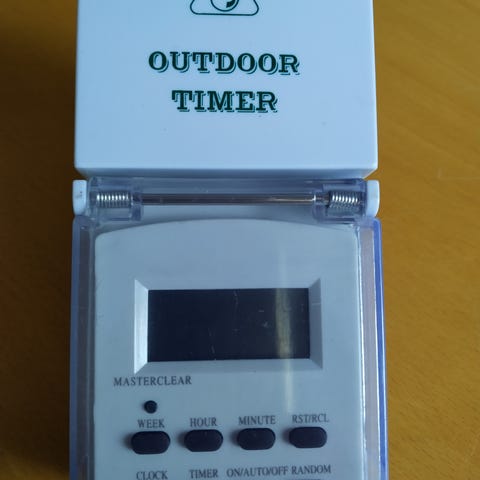 OUTDOOR
TIMER
MASTERCLEAR
WEEK HOUR MINUTE RST/RCL
CLOCK TIMER ON/AUTO/OFF RANDOM